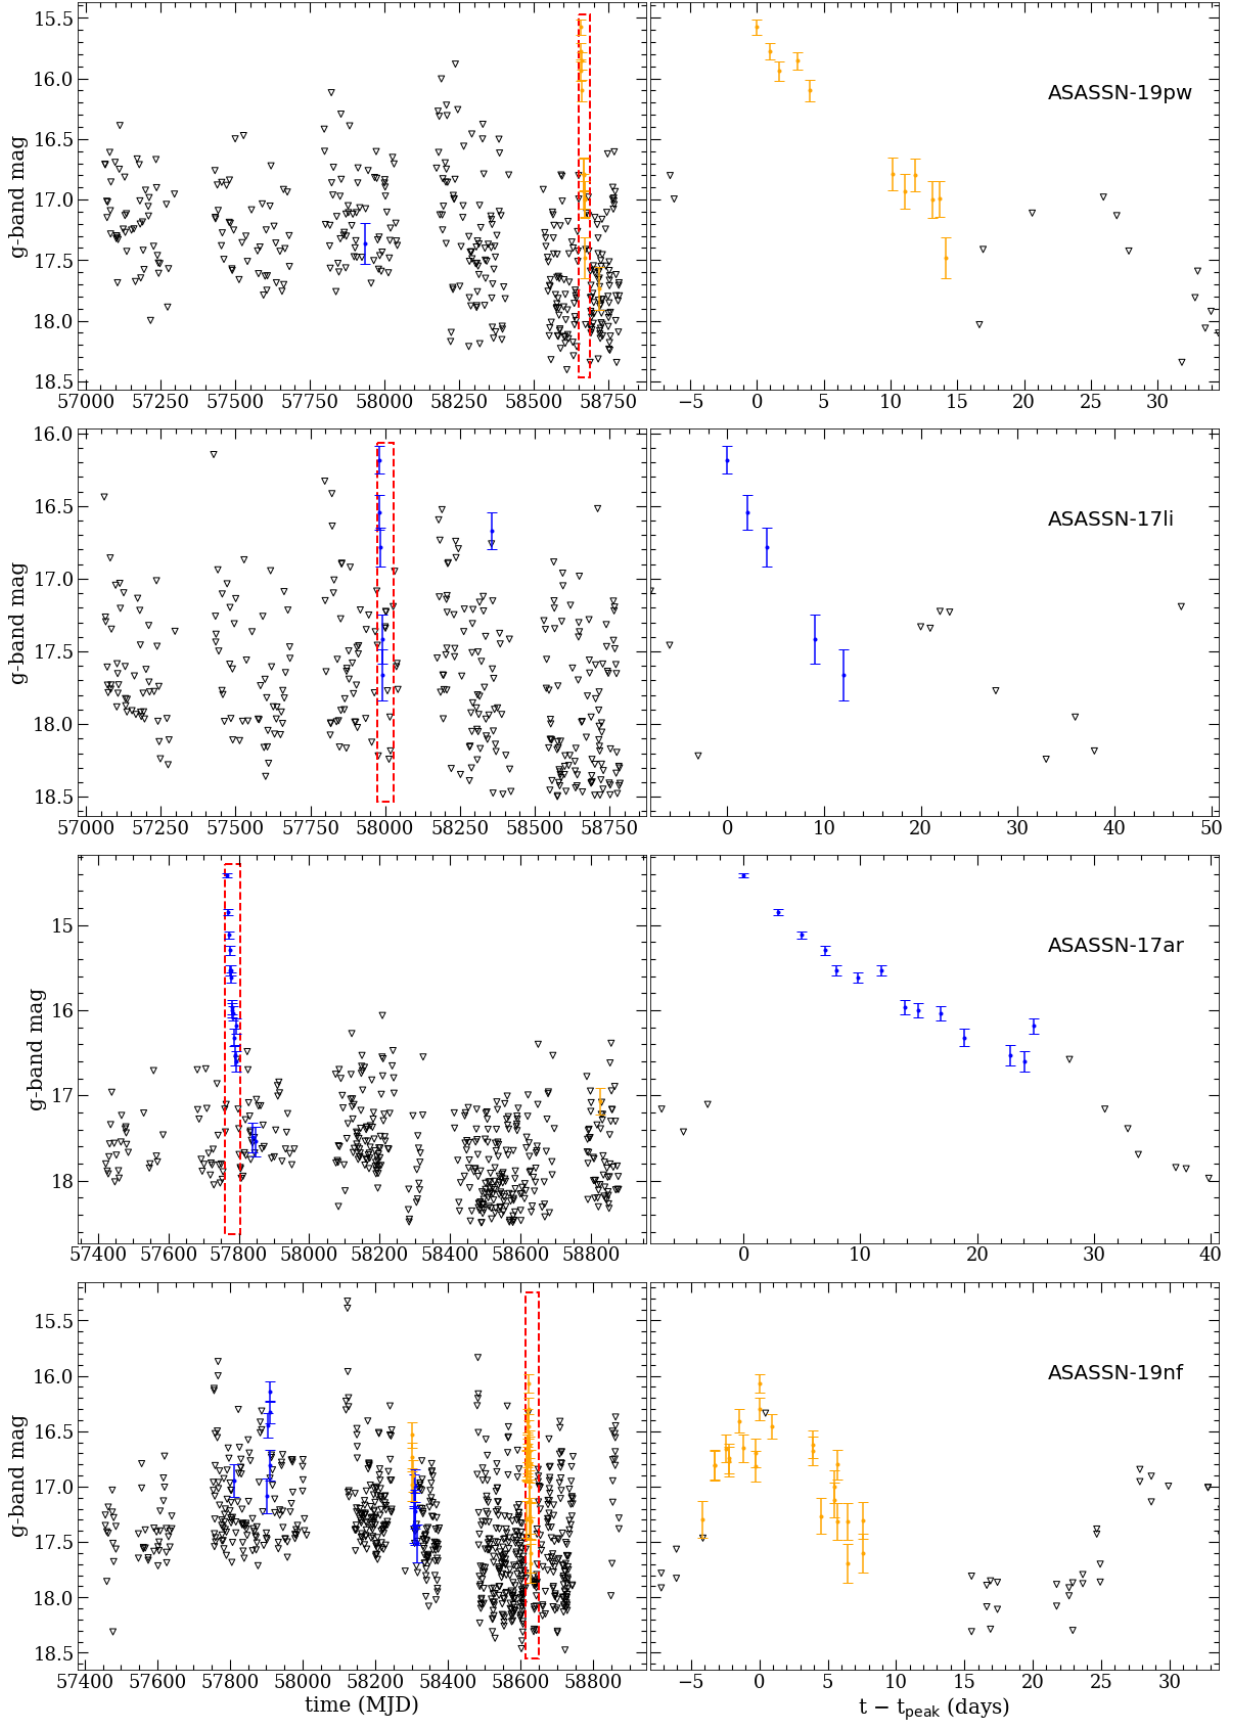 15.5
16.0
16.5
17.0
17.5
18.0
18.5
g-band mag
57000 57250 57500 57750 58000 58250 58500 58750
ASASSN-19pw
−5 0 5 10 15 20 25 30
16.0
16.5
17.0
17.5
18.0
18.5
g-band mag
57000 57250 57500 57750 58000 58250 58500 58750
ASASSN-17li
0 10 20 30 40 50
15
16
17
18
g-band mag
57400 57600 57800 58000 58200 58400 58600 58800
ASASSN-17ar
0 10 20 30 40
15.5
16.0
16.5
17.0
17.5
18.0
18.5
g-band mag
57400 57600 57800 58000 58200 58400 58600 58800
time (MJD)
ASASSN-19nf
−5 0 5 10 15 20 25 30
t − tpeak (days)